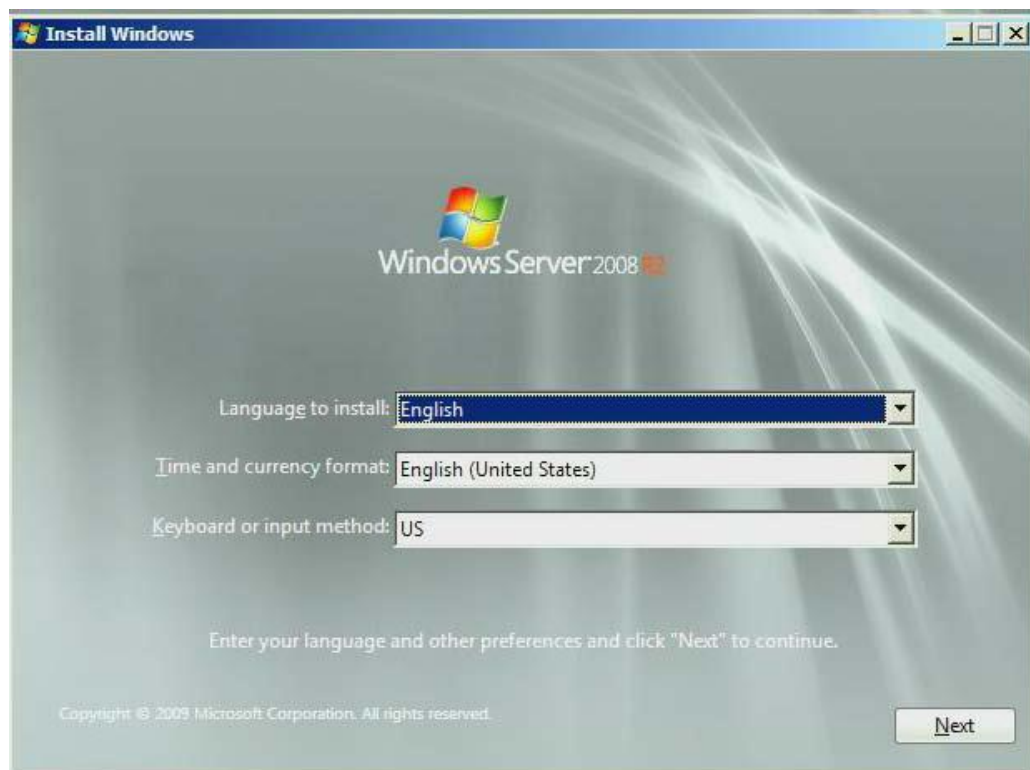 Install Windows
Windows Server 2008 R2
Language to install: English
Time and currency format: English (United States)
Keyboard or input method: US
Enter your language and other preferences and click "Next" to continue.
Copyright © 2009 Microsoft Corporation. All rights reserved.
Next